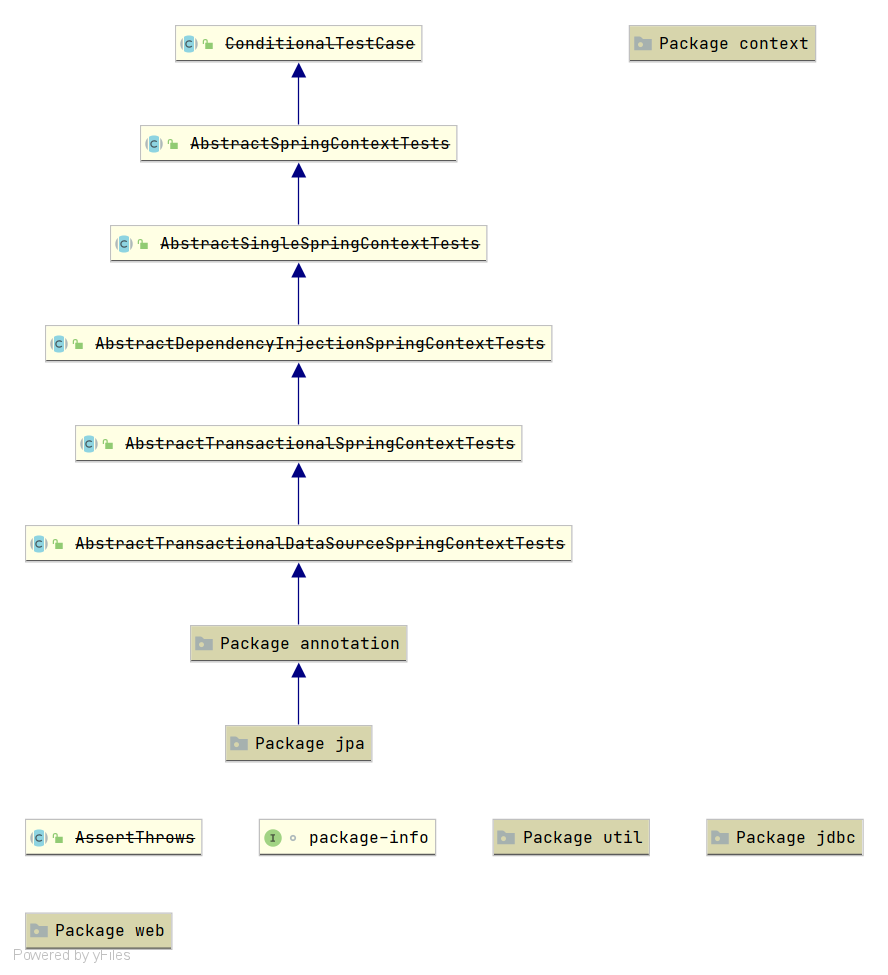 ConditionalTestCase
Package context
AbstractSpringContextTests
AbstractSingleSpringContextTests
AbstractDependencyInjectionSpringContextTests
AbstractTransactionalSpringContextTests
AbstractTransactionalDataSourceSpringContextTests
Package annotation
Package jpa
AssertThrows
package-info
Package util
Package jdbc
Package web
Powered by yFiles